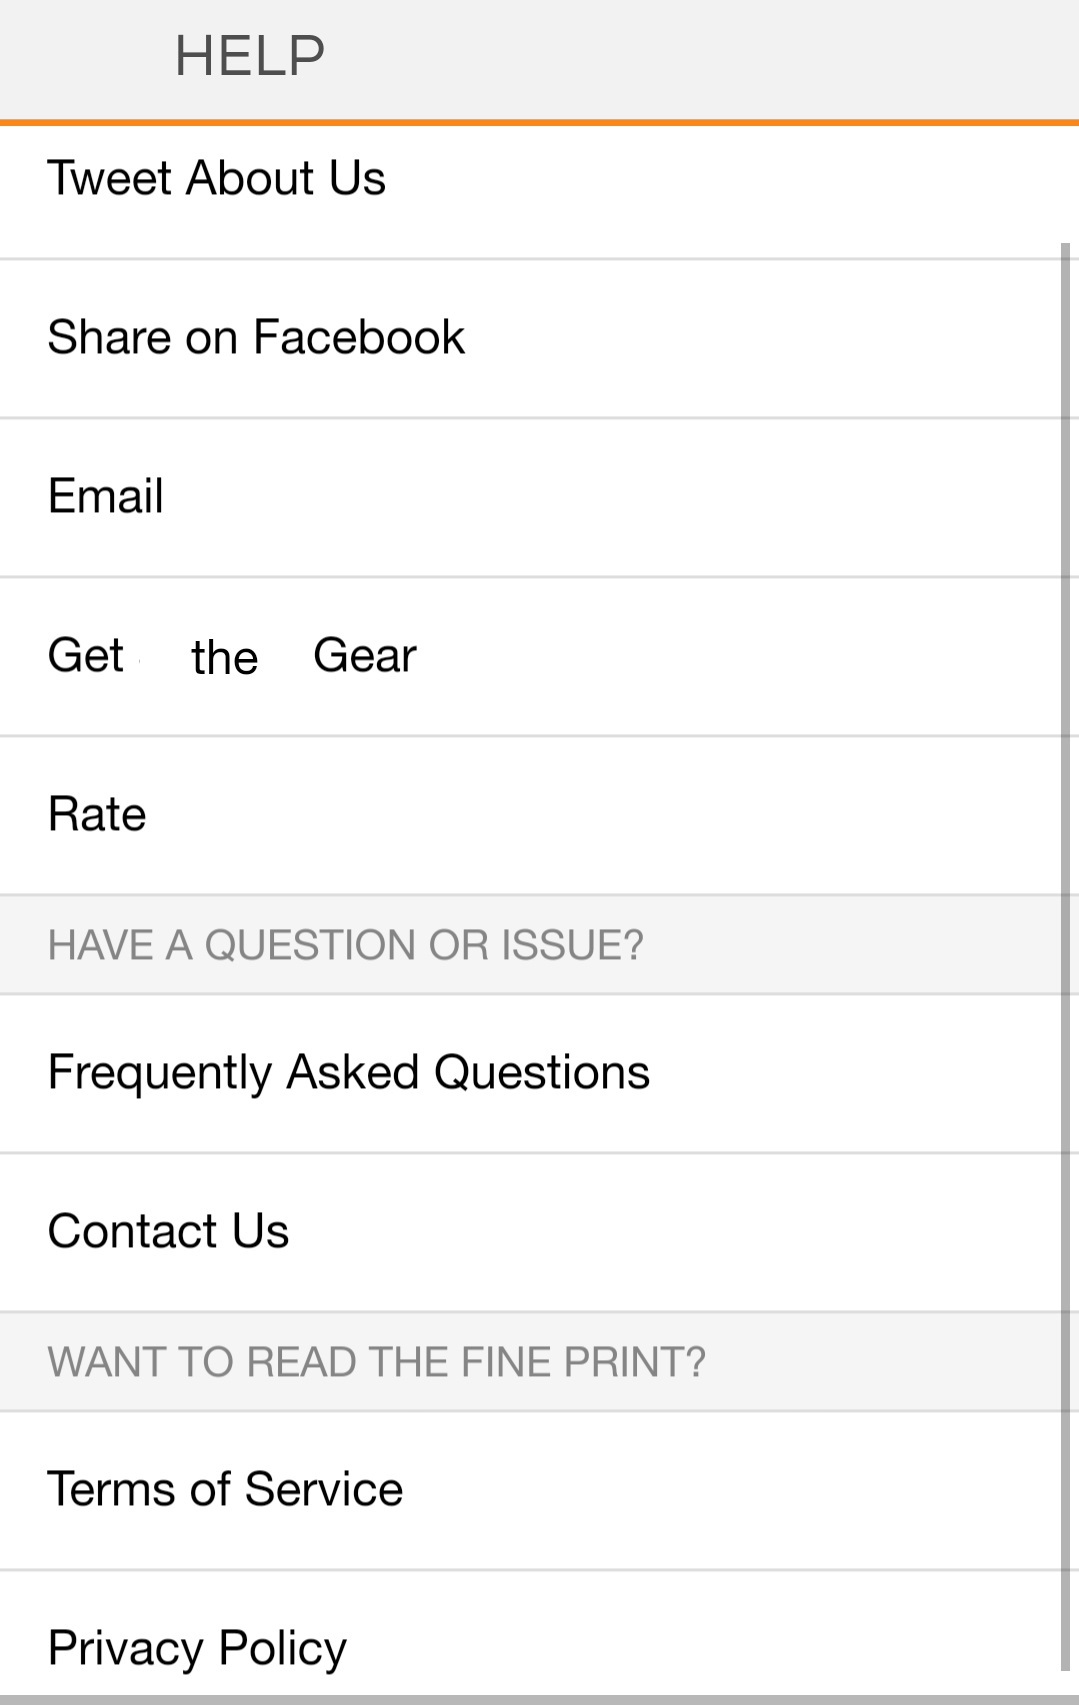 HELP
Tweet About Us
Share on Facebook
Email
Get the Gear
Rate
HAVE A QUESTION OR ISSUE?
Frequently Asked Questions
Contact Us
WANT TO READ THE FINE PRINT?
Terms of Service
Privacy Policy